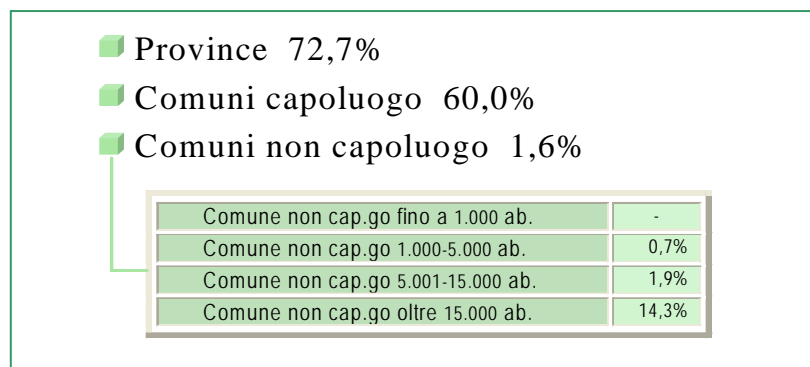 Province 72,7%
Comuni capoluogo 60,0%
Comuni non capoluogo 1,6%
Comune non cap.go fino a 1.000 ab. -
Comune non cap.go 1.000-5.000 ab. 0,7%
Comune non cap.go 5.001-15.000 ab. 1,9%
Comune non cap.go oltre 15.000 ab. 14,3%